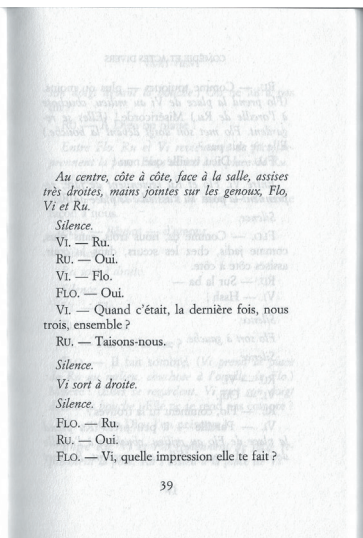 Au centre, côte à côte, face à la salle, assises
très droites, mains jointes sur les genoux, Flo,
Vi et Ru.
Silence.
VI. — Ru.
RU. — Oui.
VI. — Flo.
FLO. — Oui.
VI. — Quand c'était, la dernière fois, nous
trois, ensemble ?
RU. — Taisons-nous.
Silence.
Vi sort à droite.
Silence.
FLO. — Ru.
RU. — Oui.
FLO. — Vi, quelle impression elle te fait ?
39